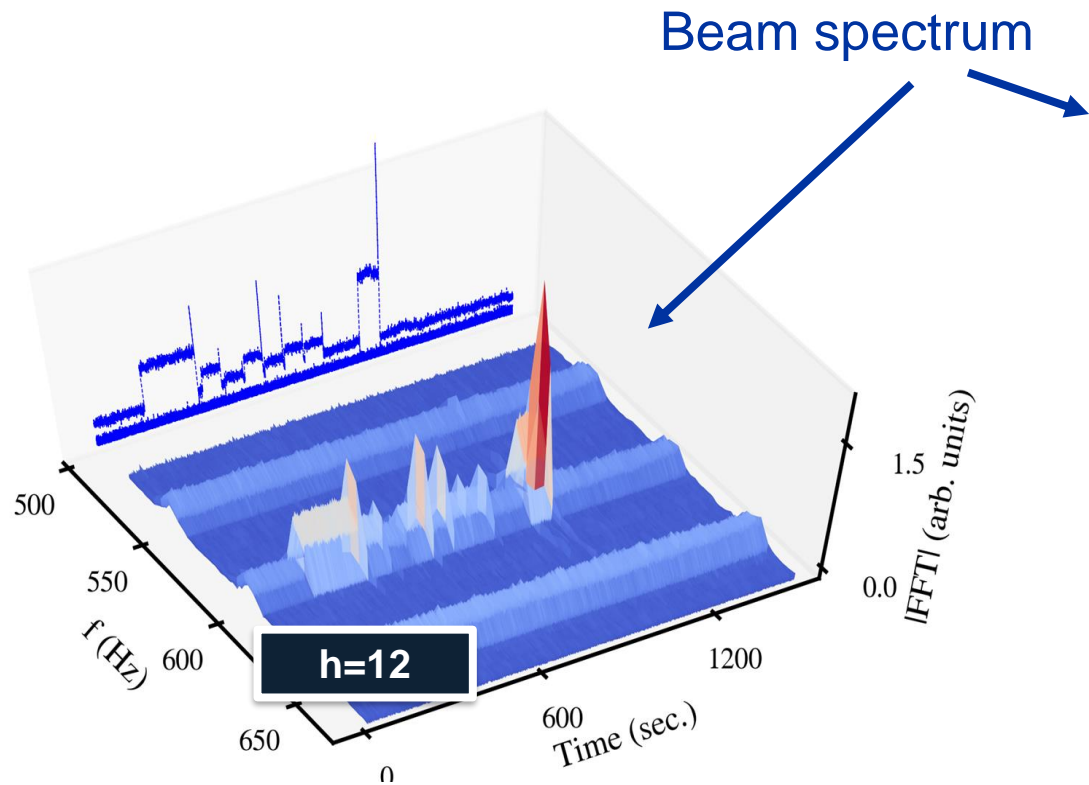 Beam spectrum
500
550
600
650
f (Hz)
h=12
0
600
1200
Time (sec.)
0.0
1.5
|FFT| (arb. units)